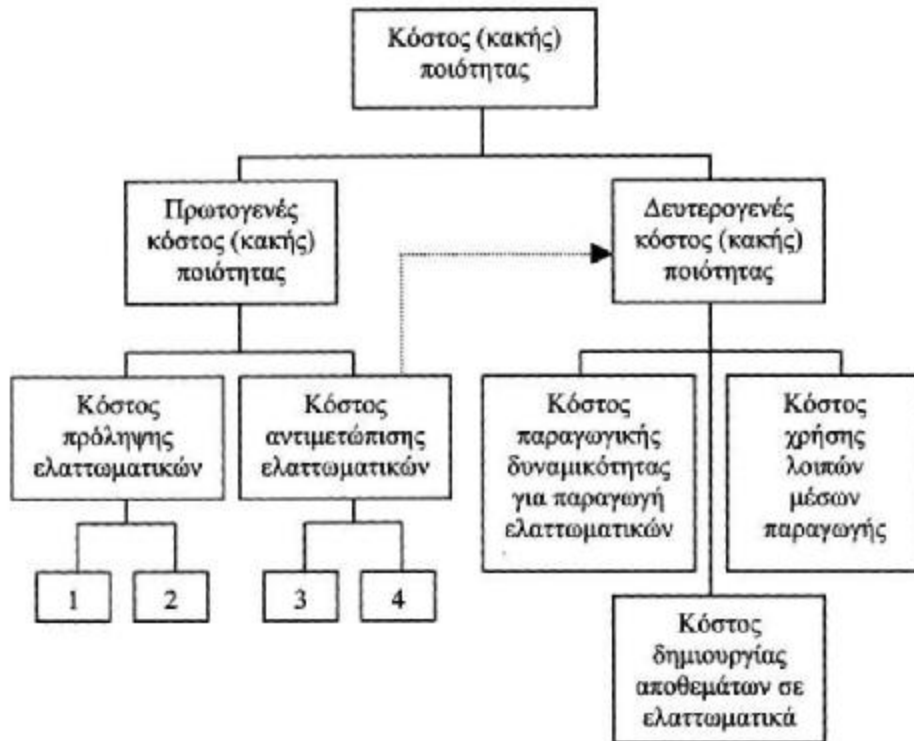 Κόστος (κακής)
ποιότητας
Πρωτογενές
κόστος (κακής)
ποιότητας
Δευτερογενές
κόστος (κακής)
ποιότητας
Κόστος
πρόληψης
ελαττωματικών
Κόστος
αντιμετώπισης
ελαττωματικών
Κόστος
παραγωγικής
δυναμικότητας
για παραγωγή
ελαττωματικών
Κόστος
χρήσης
λοιπών
μέσων
παραγωγής
1
2
3
4
Κόστος
δημιουργίας
αποθεμάτων σε
ελαττωματικά